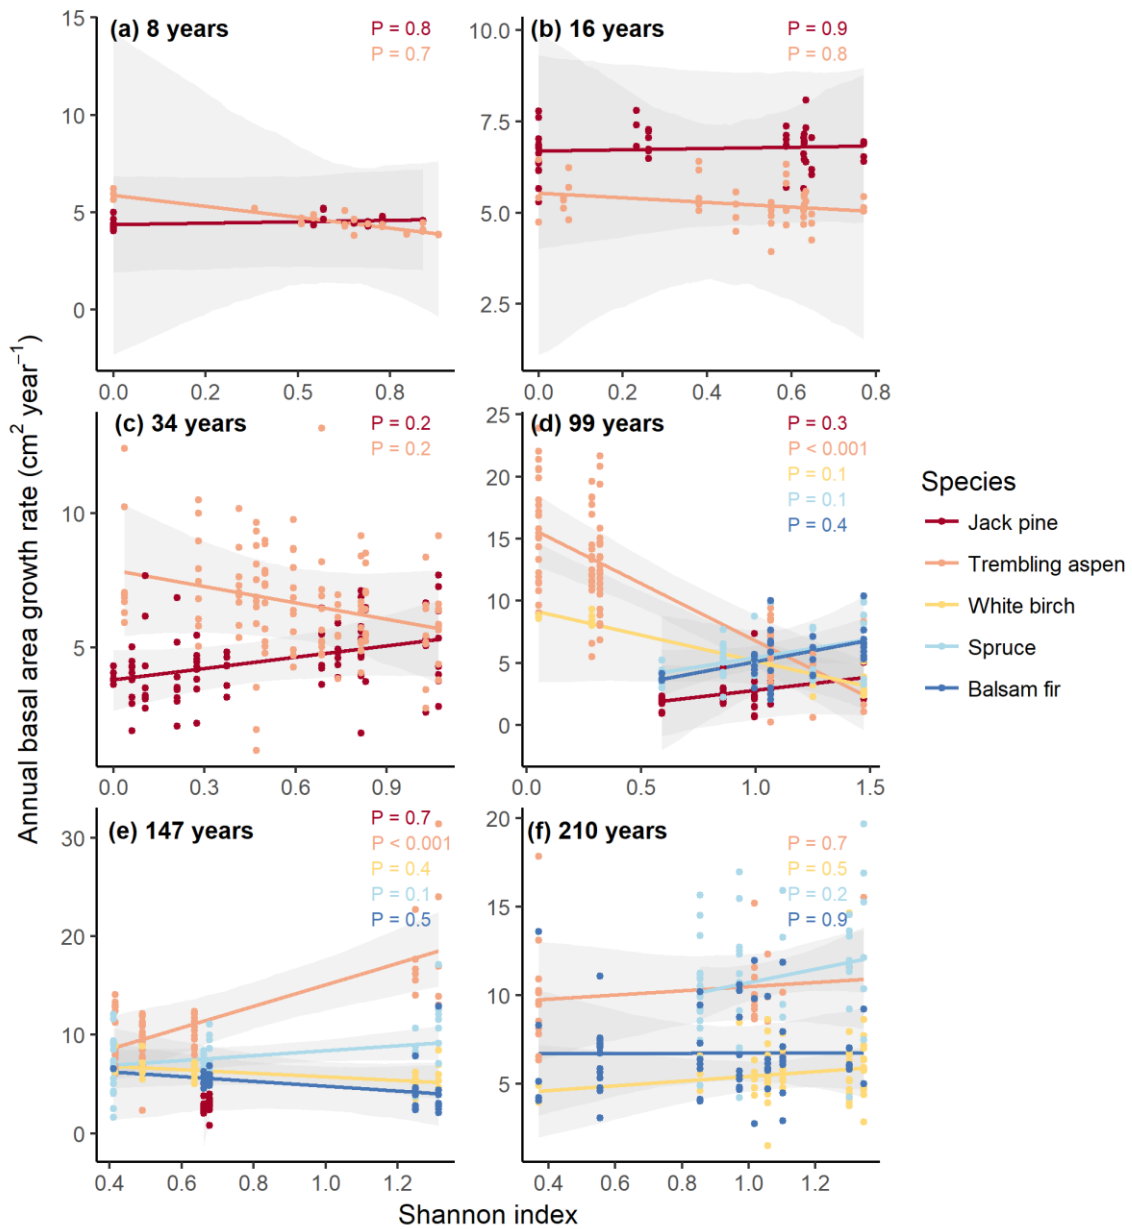 Annual basal area growth rate (cm² year⁻¹)
(a) 8 years
P = 0.8
P = 0.7
15
10
5
0
0.0 0.2 0.5 0.8
(b) 16 years
P = 0.9
P = 0.8
10.0
7.5
5.0
2.5
0.0 0.2 0.4 0.6 0.8
(c) 34 years
P = 0.2
P = 0.2
10
5
0.0 0.3 0.6 0.9
(d) 99 years
P = 0.3
P < 0.001
P = 0.1
P = 0.1
P = 0.4
25
20
15
10
5
0
0.0 0.5 1.0 1.5
(e) 147 years
P = 0.7
P < 0.001
P = 0.4
P = 0.1
P = 0.5
30
20
10
0
0.4 0.6 0.8 1.0 1.2
(f) 210 years
P = 0.7
P = 0.5
P = 0.2
P = 0.9
20
15
10
5
0.4 0.6 0.8 1.0 1.2
Shannon index
Species
Jack pine
Trembling aspen
White birch
Spruce
Balsam fir